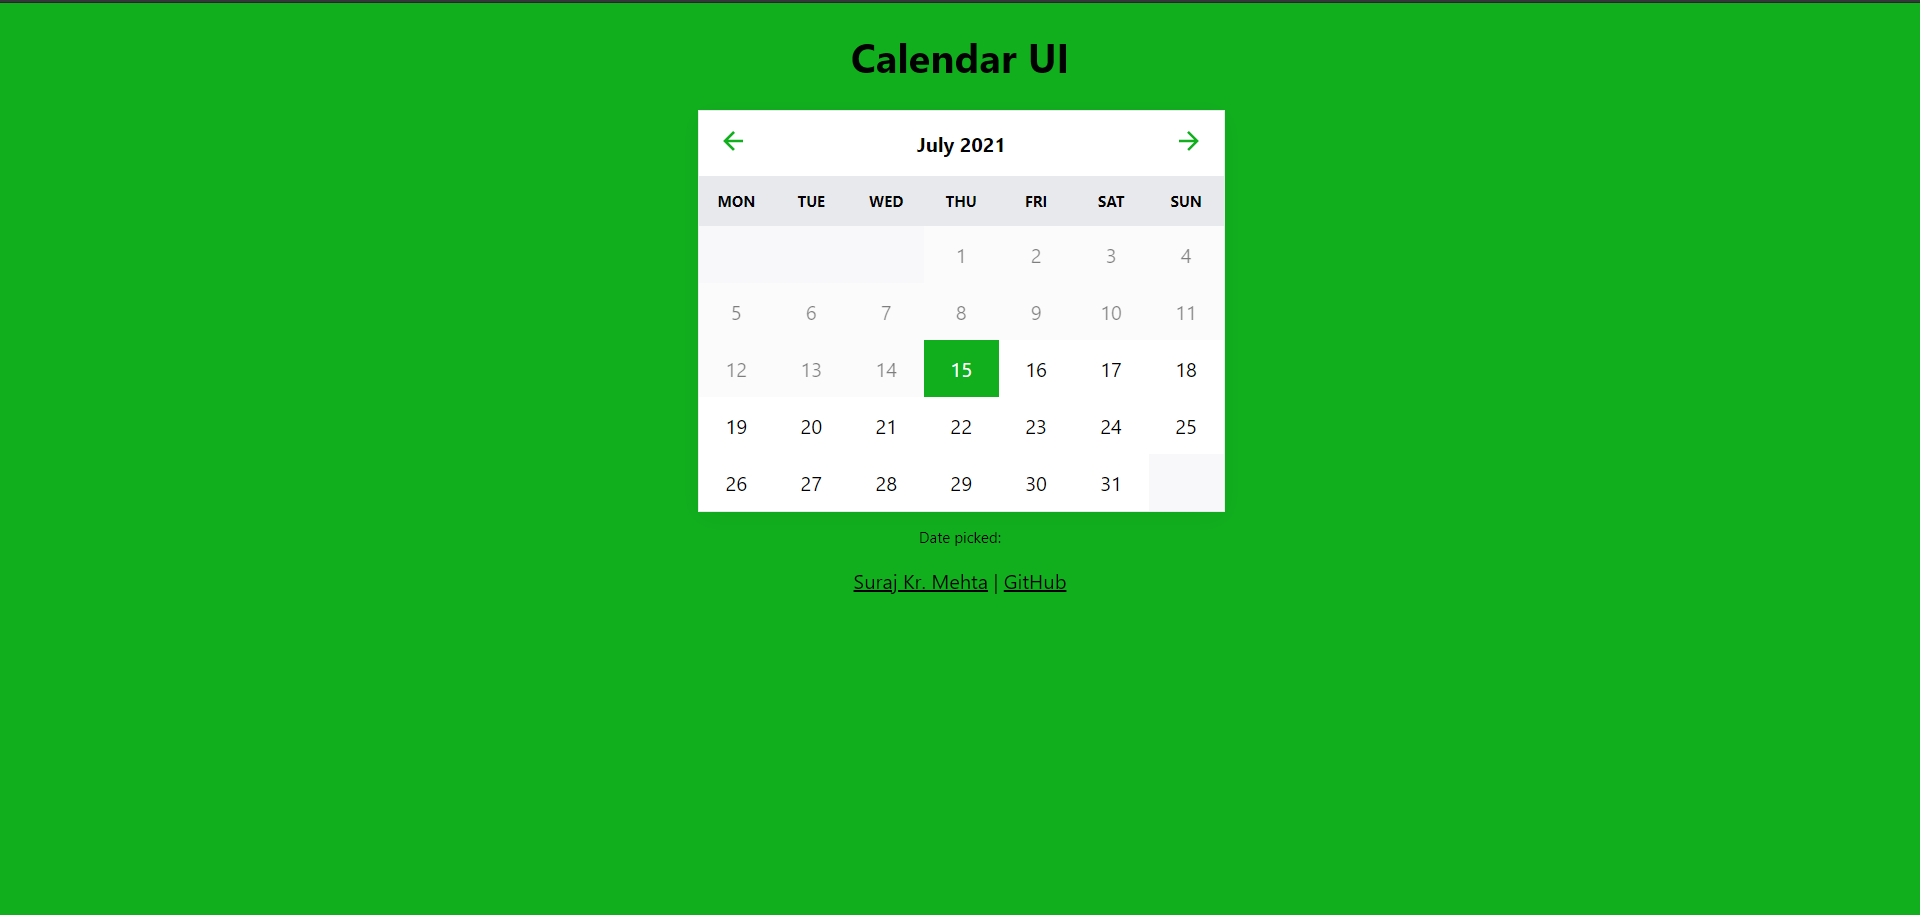 Calendar UI
July 2021
MON TUE WED THU FRI SAT SUN
1 2 3 4
5 6 7 8 9 10 11
12 13 14 15 16 17 18
19 20 21 22 23 24 25
26 27 28 29 30 31
Date picked:
Suraj Kr. Mehta | GitHub